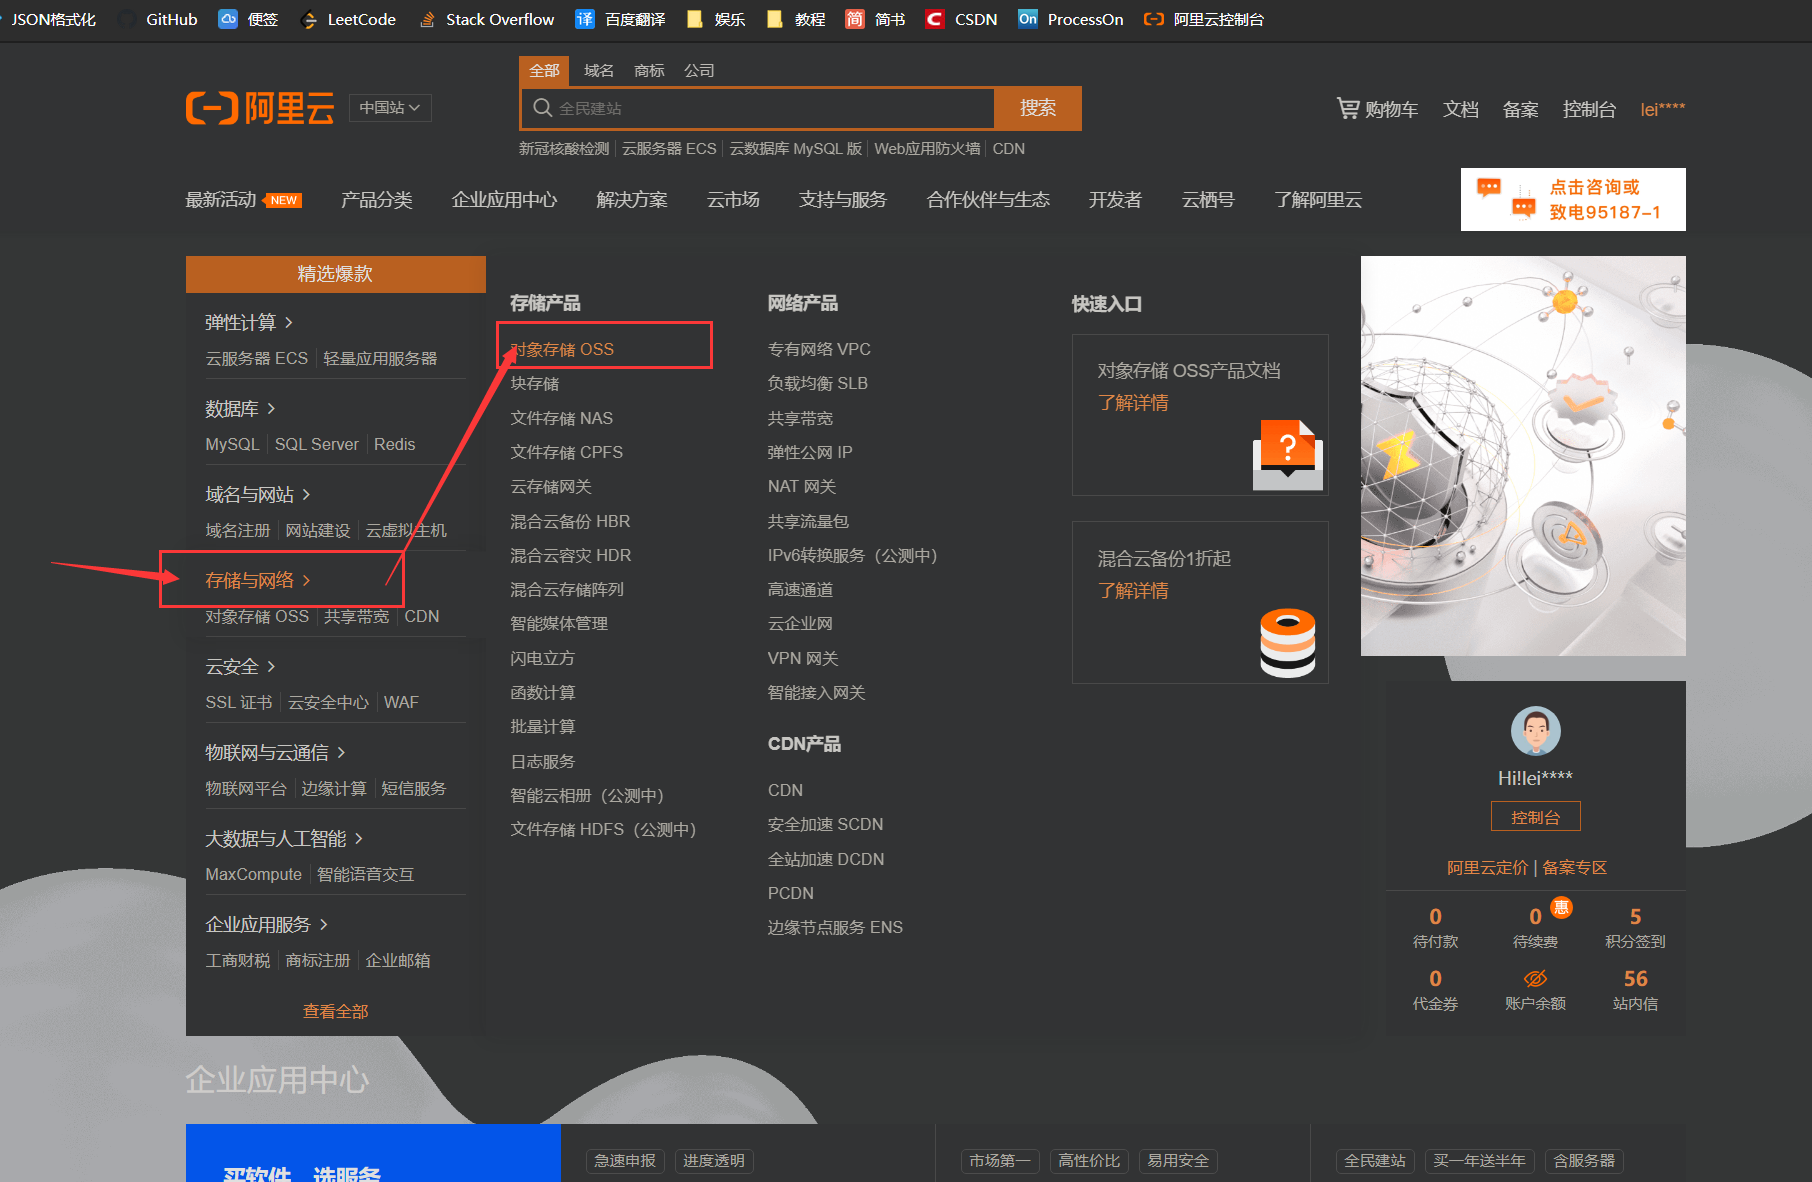 JSON格式化 GitHub 便签 LeetCode Stack Overflow 译 百度翻译 娱乐 教程 简 简书 C CSDN On ProcessOn 阿里云控制台
全部 域名 商标 公司
阿里云 中国站 全民建站 搜索 购物车 文档 备案 控制台 lei****
新冠核酸检测 云服务器 ECS 云数据库 MySQL 版 Web应用防火墙 CDN
最新活动 NEW 产品分类 企业应用中心 解决方案 云市场 支持与服务 合作伙伴与生态 开发者 云栖号 了解阿里云
点击咨询或
致电95187-1
精选爆款
弹性计算 >
云服务器 ECS 轻量应用服务器
数据库 >
MySQL SQL Server Redis
域名与网站 >
域名注册 网站建设 云虚拟主机
存储与网络 >
对象存储 OSS 共享带宽 CDN
云安全 >
SSL 证书 云安全中心 WAF
物联网与云通信 >
物联网平台 边缘计算 短信服务
大数据与人工智能 >
MaxCompute 智能语音交互
企业应用服务 >
工商财税 商标注册 企业邮箱
查看全部
存储产品
对象存储 OSS
块存储
文件存储 NAS
文件存储 CPFS
云存储网关
混合云备份 HBR
混合云容灾 HDR
混合云存储阵列
智能媒体管理
闪电立方
函数计算
批量计算
日志服务
智能云相册（公测中）
文件存储 HDFS（公测中）
网络产品
专有网络 VPC
负载均衡 SLB
共享带宽
弹性公网 IP
NAT 网关
共享流量包
IPv6转换服务（公测中）
高速通道
云企业网
VPN 网关
智能接入网关
CDN产品
CDN
安全加速 SCDN
全站加速 DCDN
PCDN
边缘节点服务 ENS
快速入口
对象存储 OSS产品文档
了解详情
?
混合云备份1折起
了解详情
Hi!lei****
控制台
阿里云定价 | 备案专区
0 0 惠 5
待付款 待续费 积分签到
0 56
代金券 账户余额 站内信
企业应用中心
买软件 选服务
急速申报 进度透明 市场第一 高性价比 易用安全 全民建站 买一年送半年 含服务器